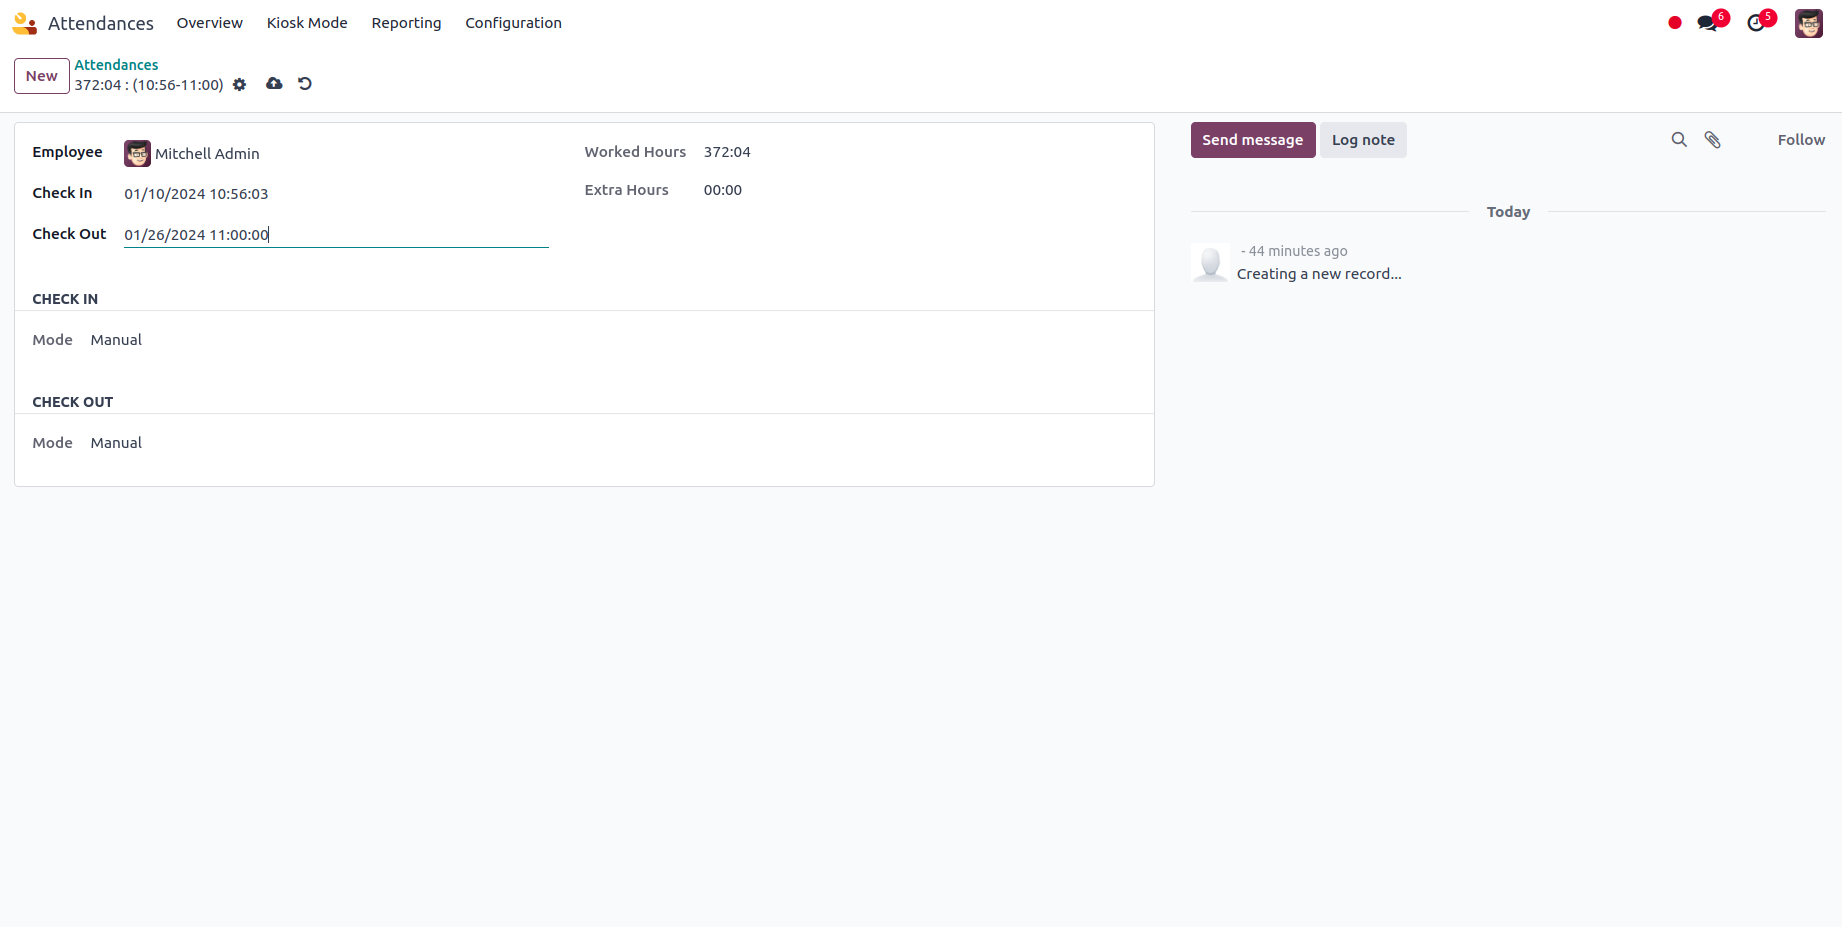 Attendances Overview Kiosk Mode Reporting Configuration 6 5
New
Attendances
372:04 : (10:56-11:00)
Employee Mitchell Admin
Check In 01/10/2024 10:56:03
Check Out 01/26/2024 11:00:00
Worked Hours 372:04
Extra Hours 00:00
CHECK IN
Mode Manual
CHECK OUT
Mode Manual
Send message Log note Follow
Today
- 44 minutes ago
Creating a new record...